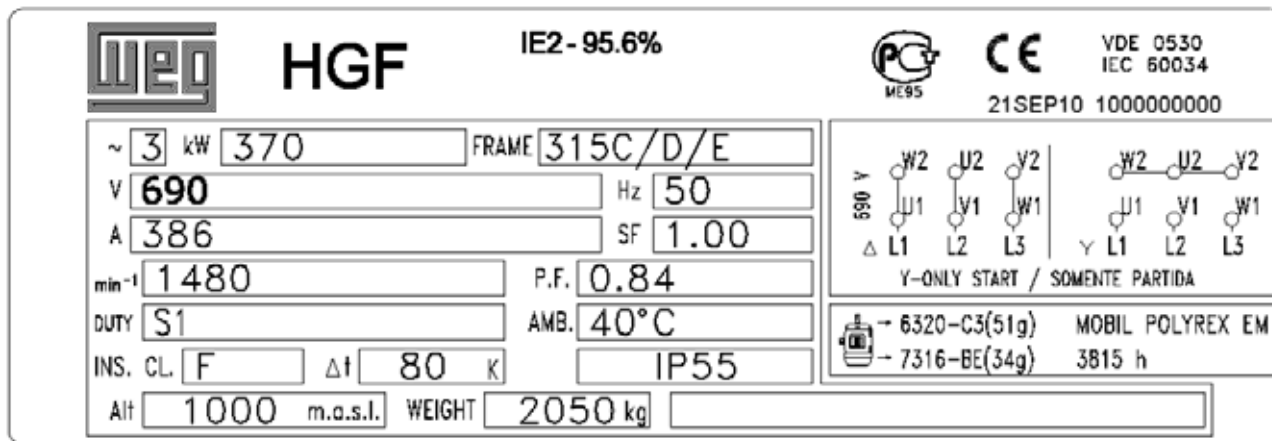 WEG HGF IE2-95.6% PCT ME95 CE VDE 0530
IEC 60034
21SEP10 1000000000
~ 3 kW 370 FRAME 315C/D/E
V 690 Hz 50
A 386 SF 1.00
min-1 1480 P.F. 0.84
DUTY S1 AMB. 40°C
INS. CL. F Δt 80 K IP55
Alt 1000 m.a.s.l. WEIGHT 2050 kg
690 V
W2 U2 V2 W2 U2 V2
U1 V1 W1 U1 V1 W1
Δ L1 L2 L3 Y L1 L2 L3
Y-ONLY START / SOMENTE PARTIDA
→ 6320-C3(51g) MOBIL POLYREX EM
→ 7316-BE(34g) 3815 h